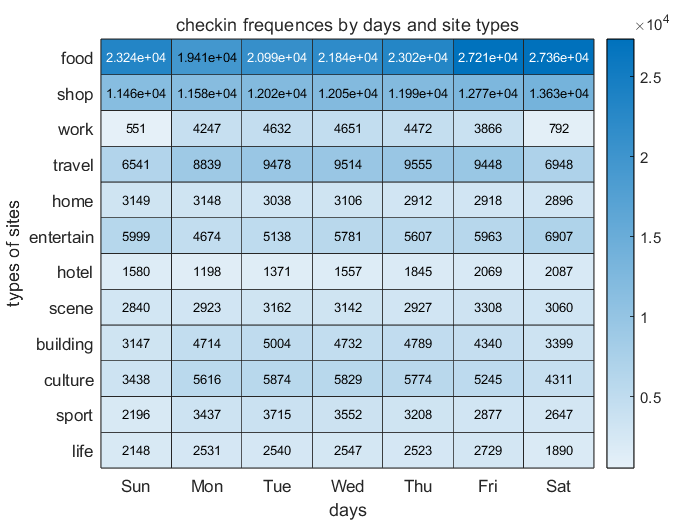 checkin frequences by days and site types
×10⁴
food 2.324e+04 1.941e+04 2.099e+04 2.184e+04 2.302e+04 2.721e+04 2.736e+04
shop 1.146e+04 1.158e+04 1.202e+04 1.205e+04 1.199e+04 1.277e+04 1.363e+04
work 551 4247 4632 4651 4472 3866 792
travel 6541 8839 9478 9514 9555 9448 6948
home 3149 3148 3038 3106 2912 2918 2896
entertain 5999 4674 5138 5781 5607 5963 6907
hotel 1580 1198 1371 1557 1845 2069 2087
scene 2840 2923 3162 3142 2927 3308 3060
building 3147 4714 5004 4732 4789 4340 3399
culture 3438 5616 5874 5829 5774 5245 4311
sport 2196 3437 3715 3552 3208 2877 2647
life 2148 2531 2540 2547 2523 2729 1890
Sun Mon Tue Wed Thu Fri Sat
days
types of sites
2.5
2
1.5
1
0.5